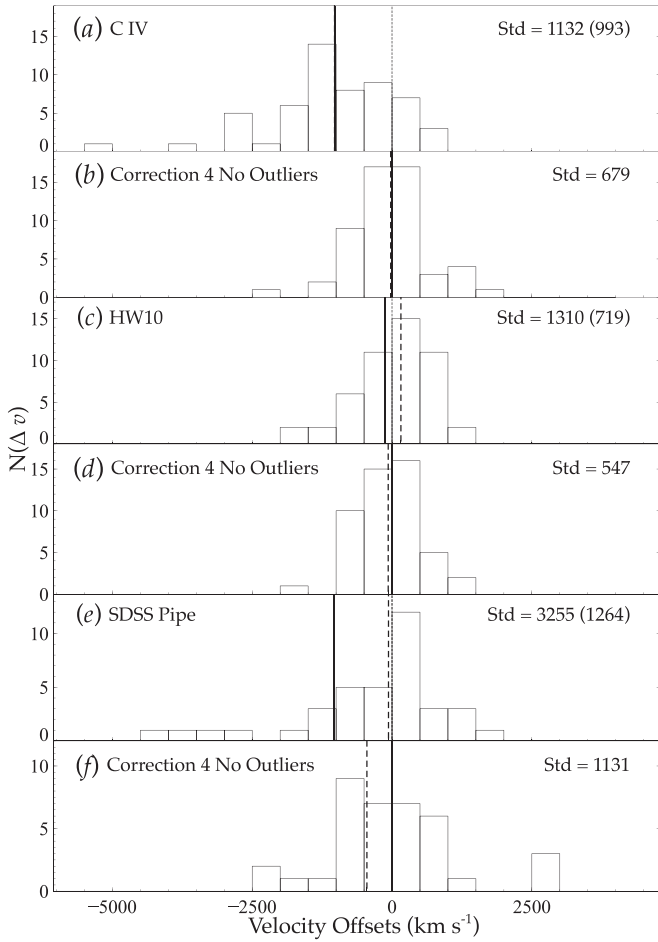 (a) C IV Std = 1132 (993)
15
10
5
0
(b) Correction 4 No Outliers Std = 679
15
10
5
0
(c) HW10 Std = 1310 (719)
15
10
5
0
N(Δ v)
(d) Correction 4 No Outliers Std = 547
15
10
5
0
(e) SDSS Pipe Std = 3255 (1264)
10
5
0
(f) Correction 4 No Outliers Std = 1131
10
5
0
−5000 −2500 0 2500
Velocity Offsets (km s⁻¹)